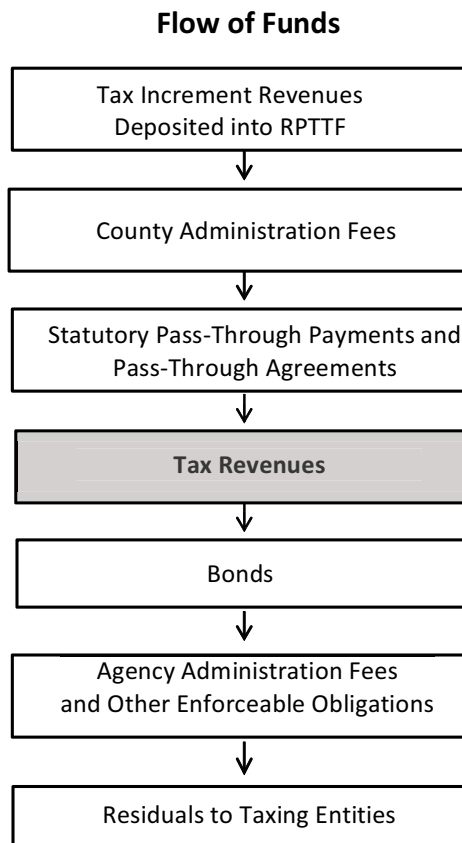 Flow of Funds
Tax Increment Revenues
Deposited into RPTTF
County Administration Fees
Statutory Pass-Through Payments and
Pass-Through Agreements
Tax Revenues
Bonds
Agency Administration Fees
and Other Enforceable Obligations
Residuals to Taxing Entities